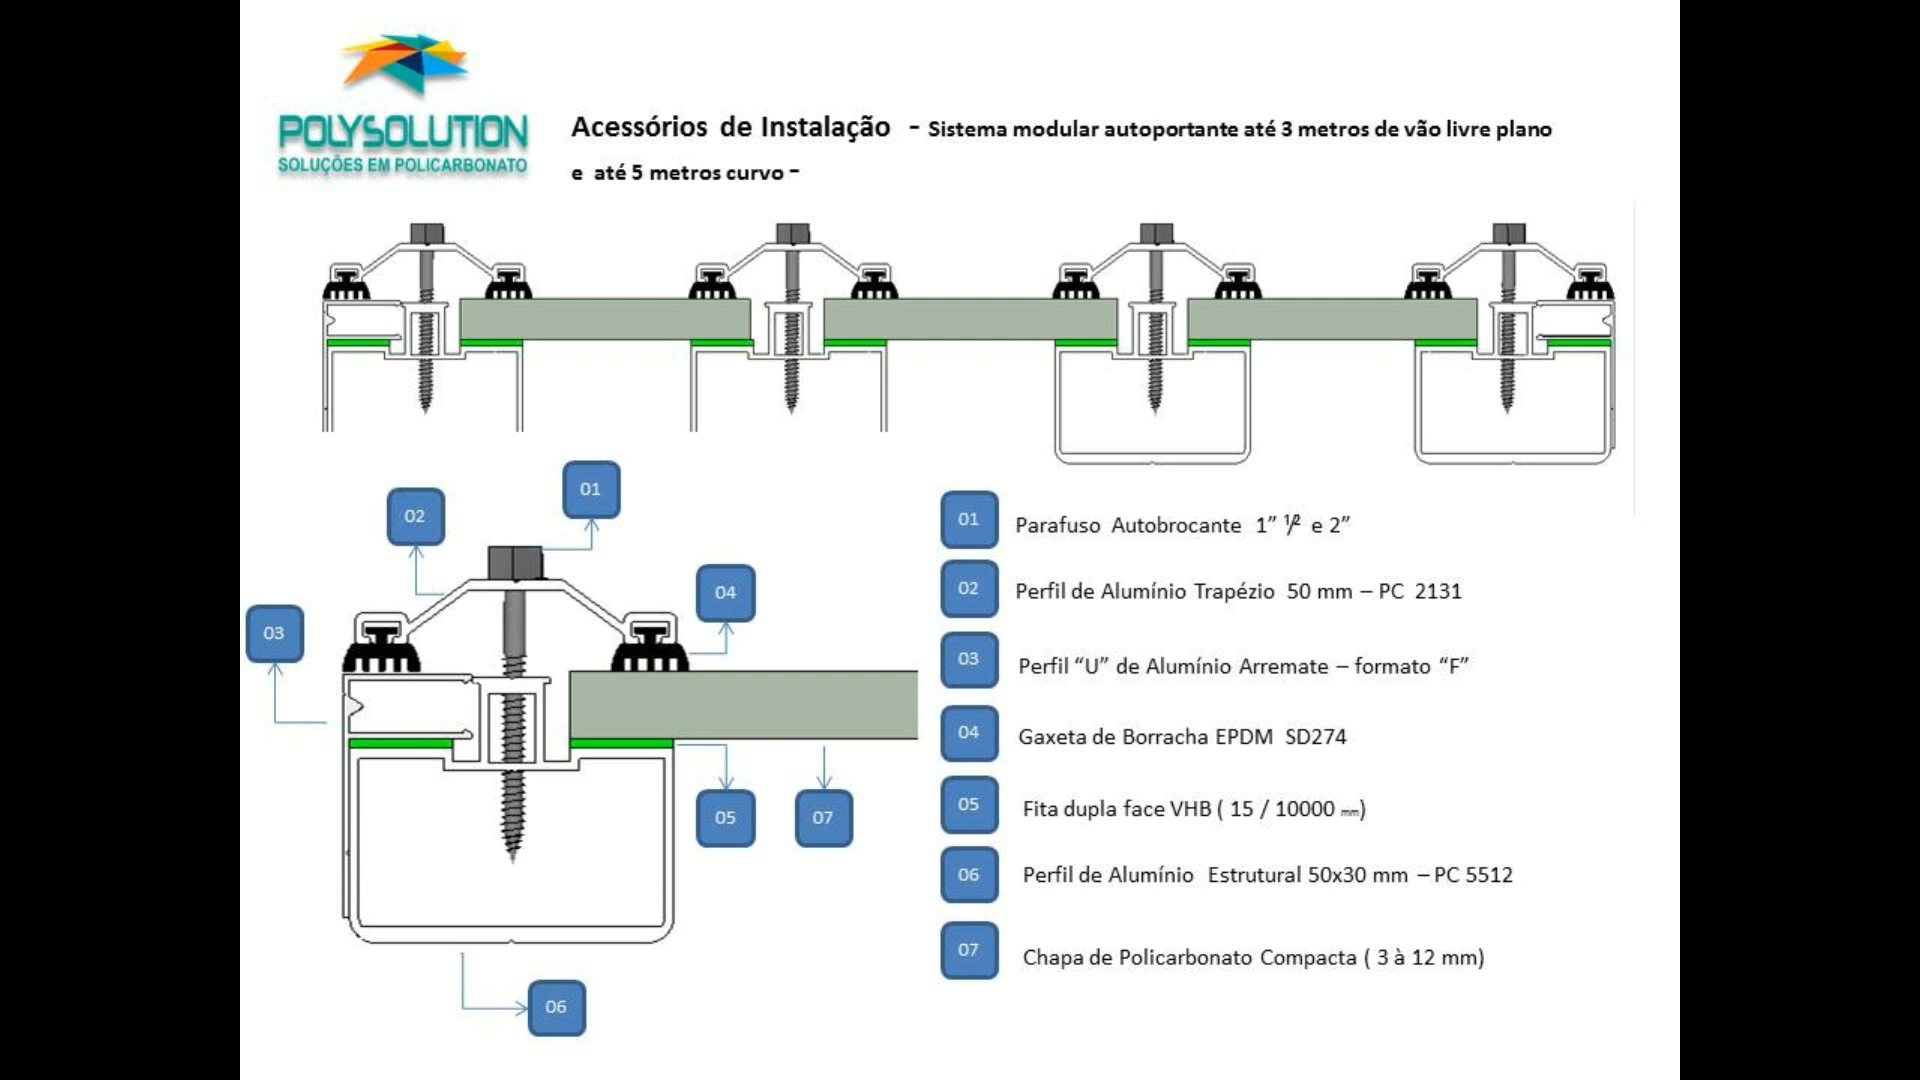 POLYSOLUTION
SOLUÇÕES EM POLICARBONATO
Acessórios de Instalação - Sistema modular autoportante até 3 metros de vão livre plano
e até 5 metros curvo -
01
02
03
04
05
07
06
01 Parafuso Autobrocante 1” ½ e 2”
02 Perfil de Alumínio Trapézio 50 mm – PC 2131
03 Perfil “U” de Alumínio Arremate – formato “F”
04 Gaxeta de Borracha EPDM SD274
05 Fita dupla face VHB ( 15 / 10000 mm)
06 Perfil de Alumínio Estrutural 50x30 mm – PC 5512
07 Chapa de Policarbonato Compacta ( 3 à 12 mm)